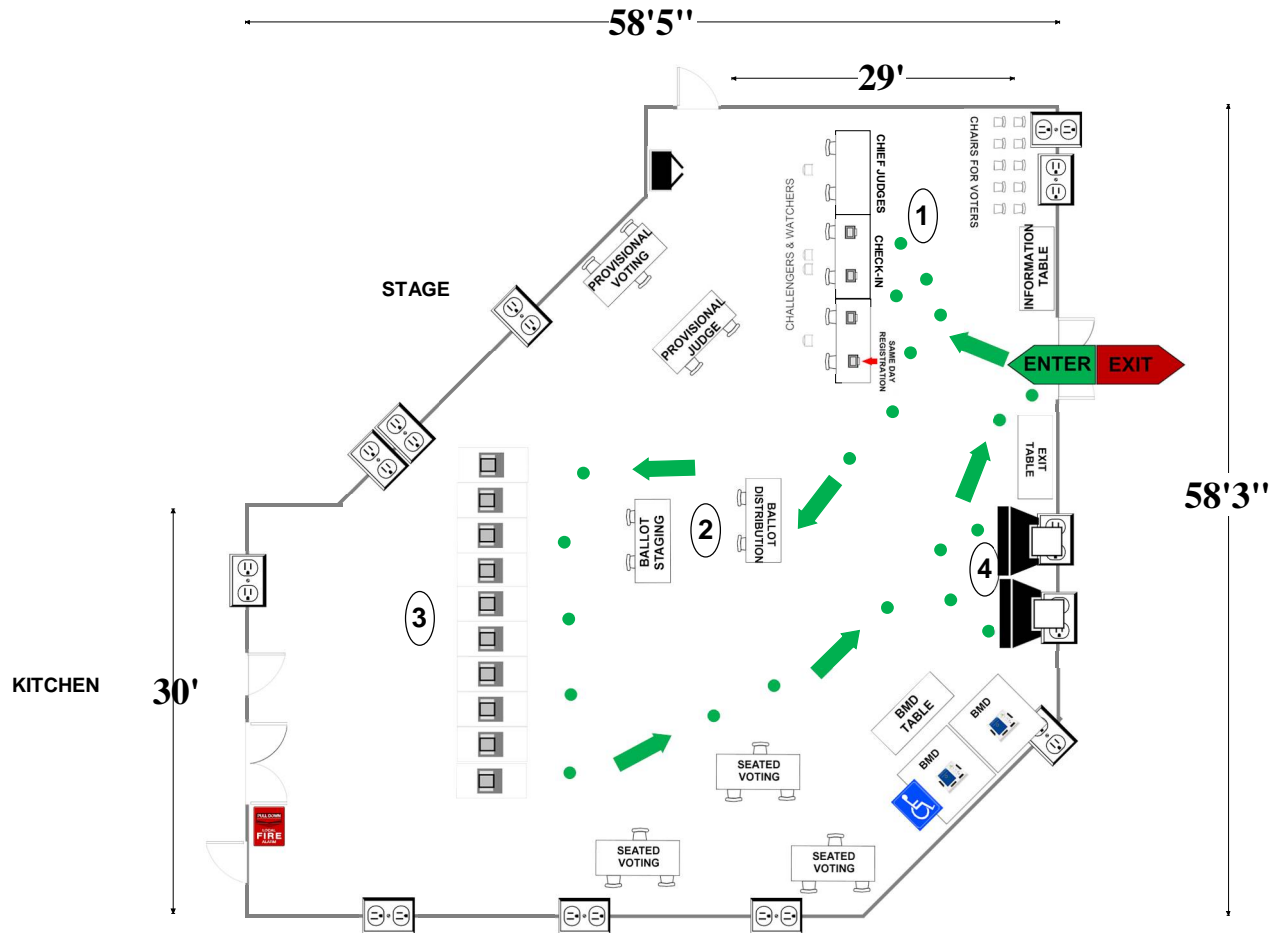 58'5"
29'
CHIEF JUDGES
CHAIRS FOR VOTERS
1
CHALLENGERS & WATCHERS
CHECK-IN
INFORMATION
TABLE
PROVISIONAL
VOTING
STAGE
PROVISIONAL
JUDGE
SAME DAY
REGISTRATION
ENTER
EXIT
EXIT
TABLE
58'3"
BALLOT
STAGING
2
BALLOT
DISTRIBUTION
4
3
KITCHEN
30'
BMD
TABLE
BMD
BMD
SEATED
VOTING
PULL DOWN
LOCAL
FIRE
ALARM
SEATED
VOTING
SEATED
VOTING